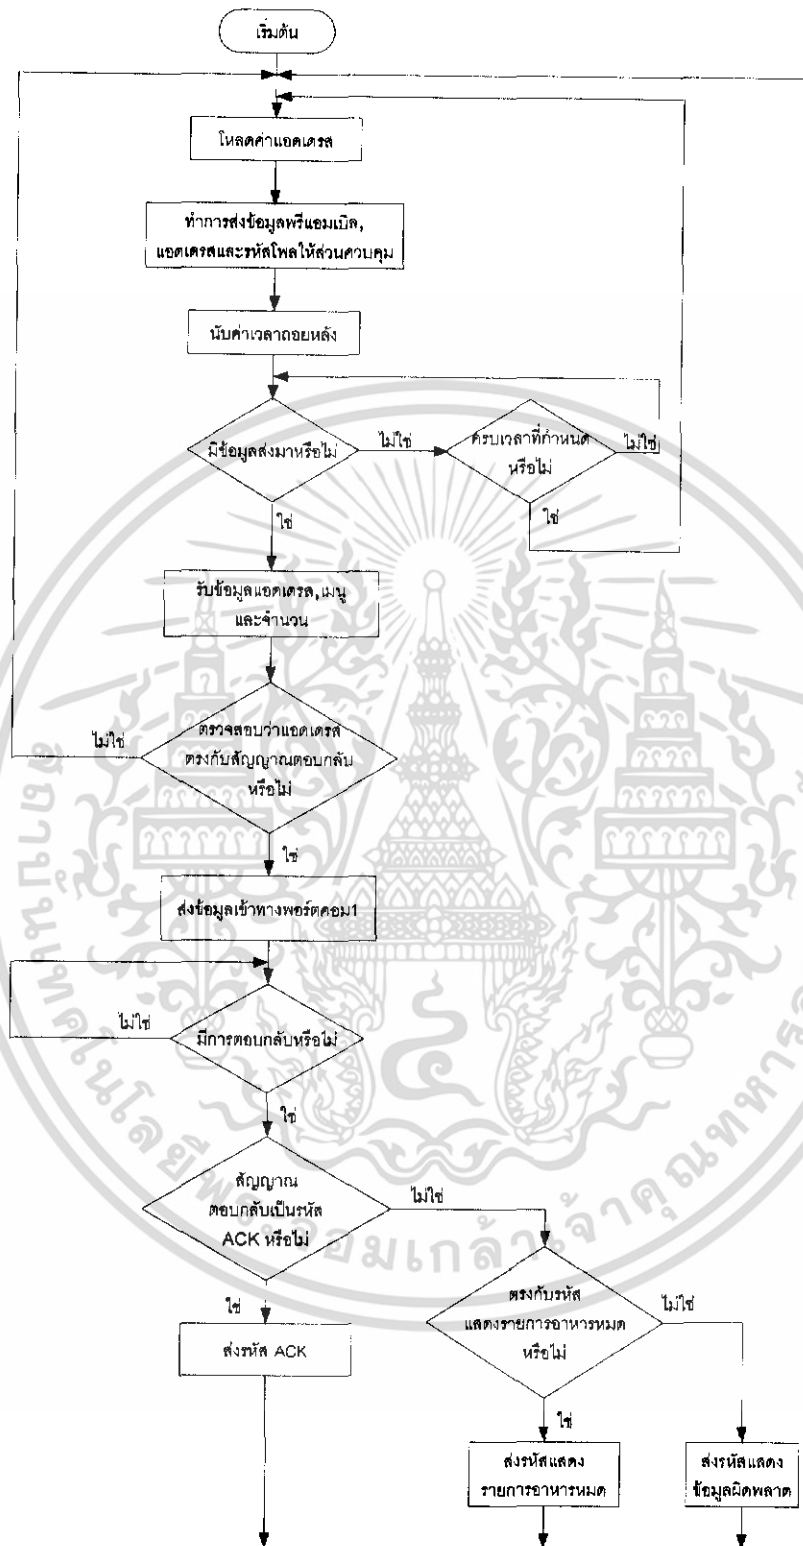 เริ่มต้น
โหลดค่าแอดเดรส
ทำการส่งข้อมูลพรีแอมเบิล,
แอดเดรสและรหัสโพลให้ส่วนควบคุม
นับค่าเวลาถอยหลัง
มีข้อมูลส่งมาหรือไม่
ไม่ใช่
ครบเวลาที่กำหนด
หรือไม่
ไม่ใช่
ใช่
ใช่
รับข้อมูลแอดเดรส,เมนู
และจำนวน
ไม่ใช่
ตรวจสอบว่าแอดเดรส
ตรงกับสัญญาณตอบกลับ
หรือไม่
ใช่
ส่งข้อมูลเข้าทางพอร์ตคอม1
ไม่ใช่
มีการตอบกลับหรือไม่
ใช่
สัญญาณ
ตอบกลับเป็นรหัส
ACK หรือไม่
ไม่ใช่
ใช่
ส่งรหัส ACK
ตรงกับรหัส
แสดงรายการอาหารหมด
หรือไม่
ไม่ใช่
ใช่
ส่งรหัสแสดง
รายการอาหารหมด
ส่งรหัสแสดง
ข้อมูลผิดพลาด